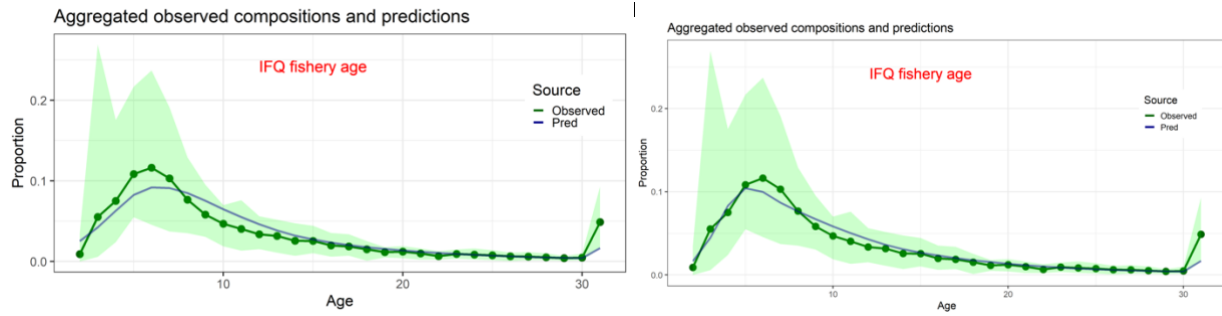 Aggregated observed compositions and predictions
IFQ fishery age
Source
Observed
Pred
0.2
0.1
0.0
Proportion
10
20
30
Age
Aggregated observed compositions and predictions
IFQ fishery age
Source
Observed
Pred
0.2
0.1
0.0
Proportion
10
20
30
Age